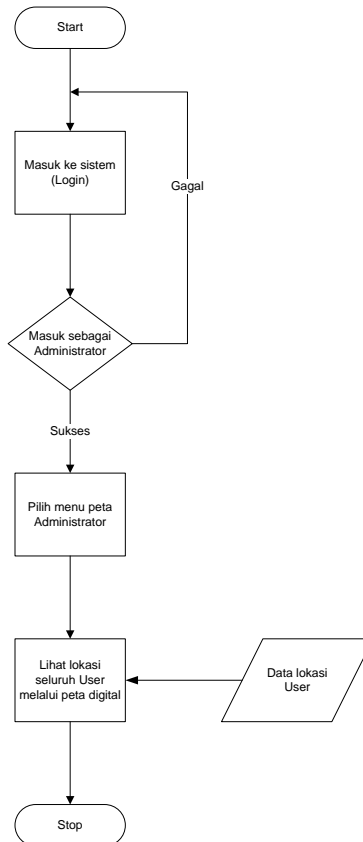 Start
Masuk ke sistem
(Login)
Gagal
Masuk sebagai
Administrator
Sukses
Pilih menu peta
Administrator
Lihat lokasi
seluruh User
melalui peta digital
Data lokasi
User
Stop